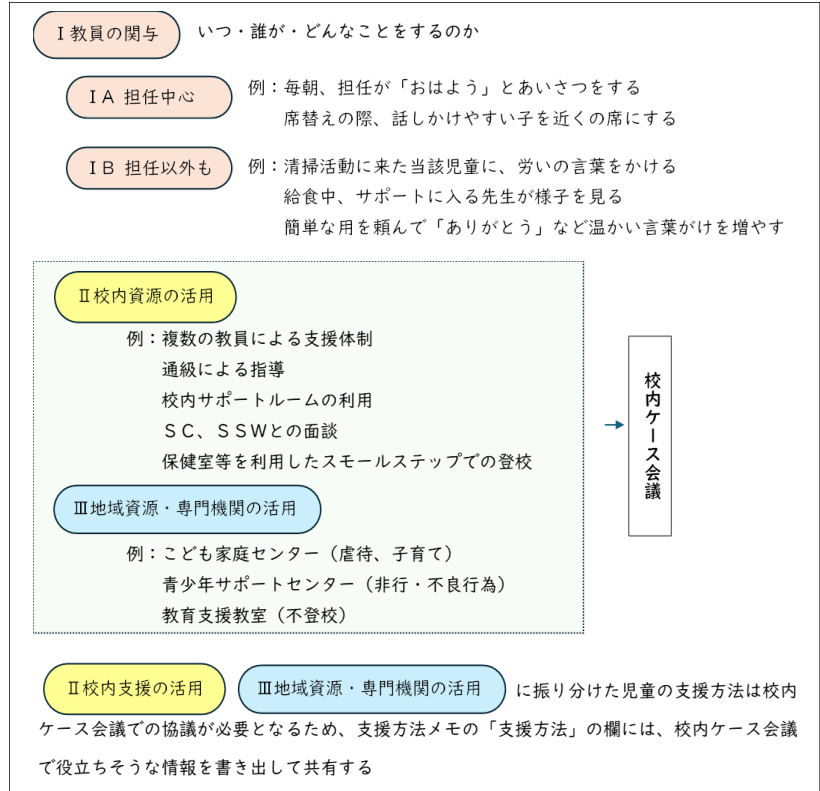 Ⅰ教員の関与 いつ・誰が・どんなことをするのか
ⅠA 担任中心 例：毎朝、担任が「おはよう」とあいさつをする
席替えの際、話しかけやすい子を近くの席にする
ⅠB 担任以外も 例：清掃活動に来た当該児童に、労いの言葉をかける
給食中、サポートに入る先生が様子を見る
簡単な用を頼んで「ありがとう」など温かい言葉がけを増やす
Ⅱ校内資源の活用
例：複数の教員による支援体制
通級による指導
校内サポートルームの利用
ＳＣ、ＳＳＷとの面談
保健室等を利用したスモールステップでの登校
Ⅲ地域資源・専門機関の活用
例：こども家庭センター（虐待、子育て）
青少年サポートセンター（非行・不良行為）
教育支援教室（不登校）
校内ケース会議
Ⅱ校内支援の活用 Ⅲ地域資源・専門機関の活用 に振り分けた児童の支援方法は校内
ケース会議での協議が必要となるため、支援方法メモの「支援方法」の欄には、校内ケース会議
で役立ちそうな情報を書き出して共有する